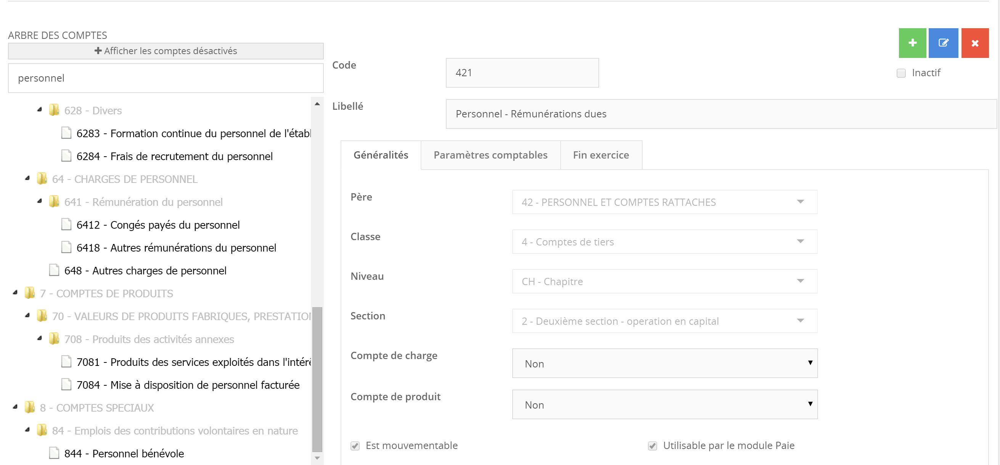 ARBRE DES COMPTES
Afficher les comptes désactivés
personnel
628 - Divers
6283 - Formation continue du personnel de l'établ
6284 - Frais de recrutement du personnel
64 - CHARGES DE PERSONNEL
641 - Rémunération du personnel
6412 - Congés payés du personnel
6418 - Autres rémunérations du personnel
648 - Autres charges de personnel
7 - COMPTES DE PRODUITS
70 - VALEURS DE PRODUITS FABRIQUES, PRESTATION
708 - Produits des activités annexes
7081 - Produits des services exploités dans l'intérê
7084 - Mise à disposition de personnel facturée
8 - COMPTES SPECIAUX
84 - Emplois des contributions volontaires en nature
844 - Personnel bénévole
Code
421
Inactif
Libellé
Personnel - Rémunérations dues
Généralités
Paramètres comptables
Fin exercice
Père
42 - PERSONNEL ET COMPTES RATTACHES
Classe
4 - Comptes de tiers
Niveau
CH - Chapitre
Section
2 - Deuxième section - operation en capital
Compte de charge
Non
Compte de produit
Non
Est mouvementable
Utilisable par le module Paie